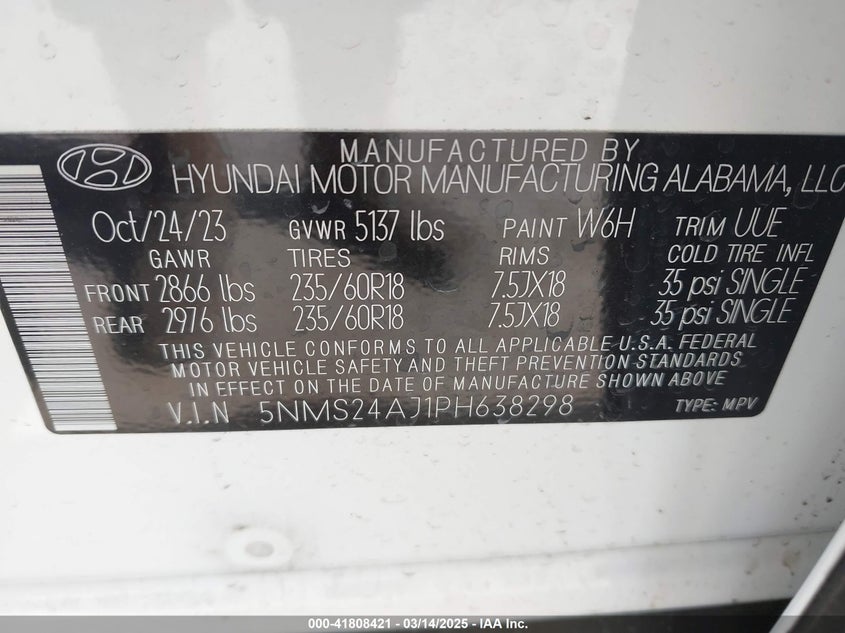 MANUFACTURED BY
HYUNDAI MOTOR MANUFACTURING ALABAMA, LLC
Oct/24/23 GVWR 5137 lbs PAINT W6H TRIM UUE
GAWR TIRES RIMS COLD TIRE INFL
FRONT 2866 lbs 235/60R18 7.5JX18 35 psi SINGLE
REAR 2976 lbs 235/60R18 7.5JX18 35 psi SINGLE
THIS VEHICLE CONFORMS TO ALL APPLICABLE U.S.A. FEDERAL
MOTOR VEHICLE SAFETY AND THEFT PREVENTION STANDARDS
IN EFFECT ON THE DATE OF MANUFACTURE SHOWN ABOVE
V.I.N 5NMS24AJ1PH638298 TYPE: MPV
000-41808421 - 03/14/2025 - IAA Inc.